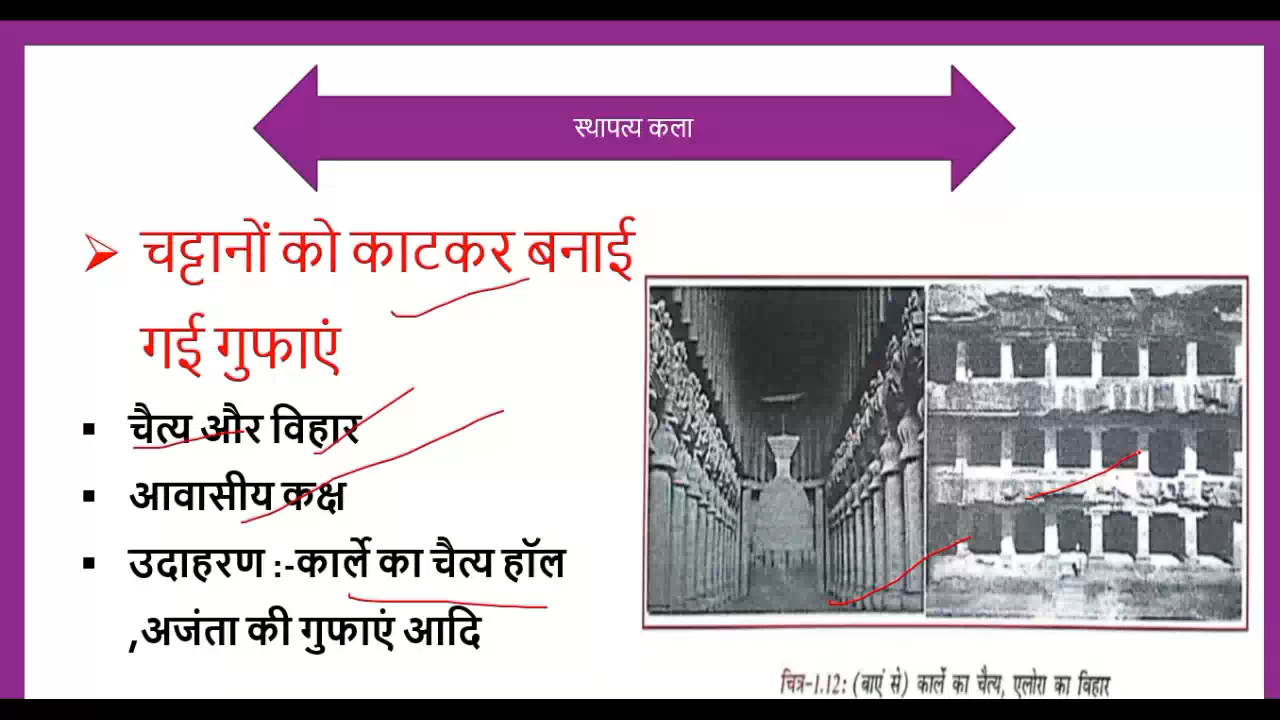 स्थापत्य कला
चट्टानों को काटकर बनाई
गई गुफाएं
चैत्य और विहार
आवासीय कक्ष
उदाहरण :-कार्ले का चैत्य हॉल
,अजंता की गुफाएं आदि
चित्र-1.12: (बाएं से) कार्ले का चैत्य, एलोरा का विहार